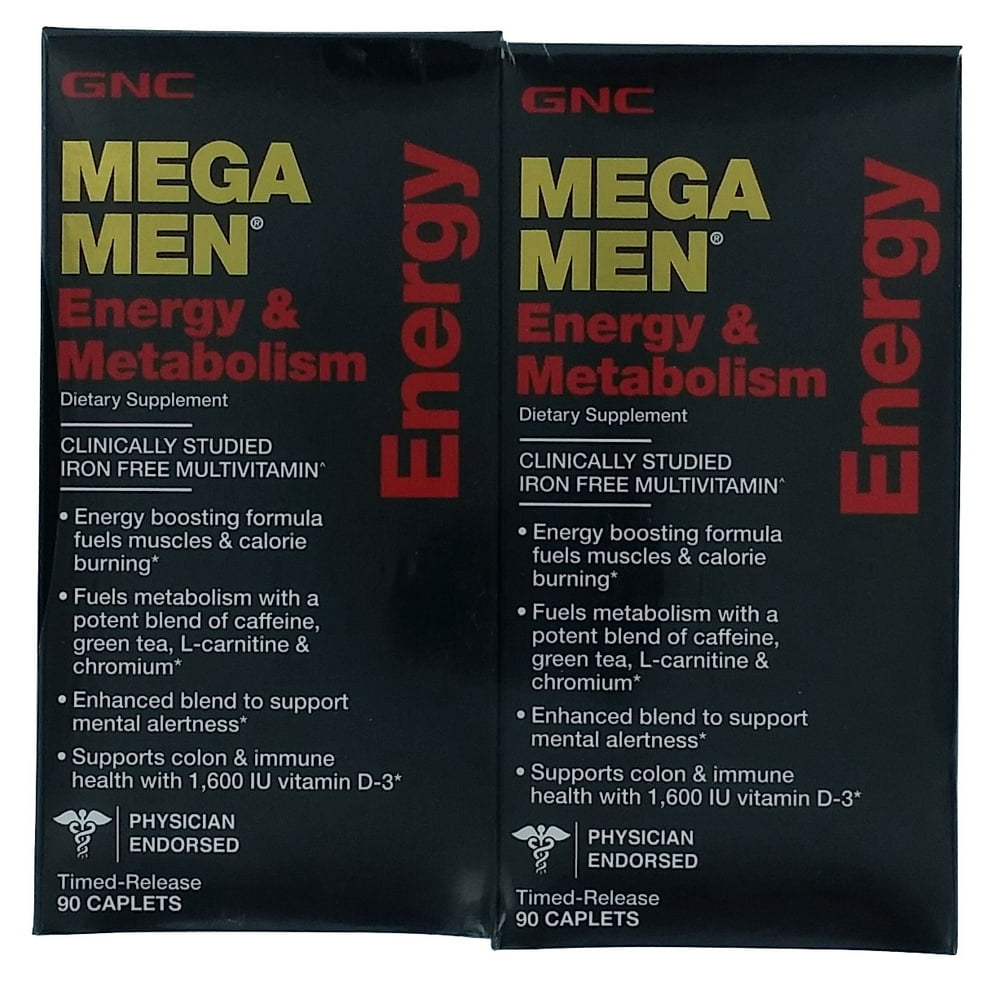 GNC
MEGA
MEN®
Energy &
Metabolism
Dietary Supplement
CLINICALLY STUDIED
IRON FREE MULTIVITAMIN^
• Energy boosting formula
fuels muscles & calorie
burning*
• Fuels metabolism with a
potent blend of caffeine,
green tea, L-carnitine &
chromium*
• Enhanced blend to support
mental alertness*
• Supports colon & immune
health with 1,600 IU vitamin D-3*
PHYSICIAN
ENDORSED
Timed-Release
90 CAPLETS
Energy
GNC
MEGA
MEN®
Energy &
Metabolism
Dietary Supplement
CLINICALLY STUDIED
IRON FREE MULTIVITAMIN^
• Energy boosting formula
fuels muscles & calorie
burning*
• Fuels metabolism with a
potent blend of caffeine,
green tea, L-carnitine &
chromium*
• Enhanced blend to support
mental alertness*
• Supports colon & immune
health with 1,600 IU vitamin D-3*
PHYSICIAN
ENDORSED
Timed-Release
90 CAPLETS
Energy